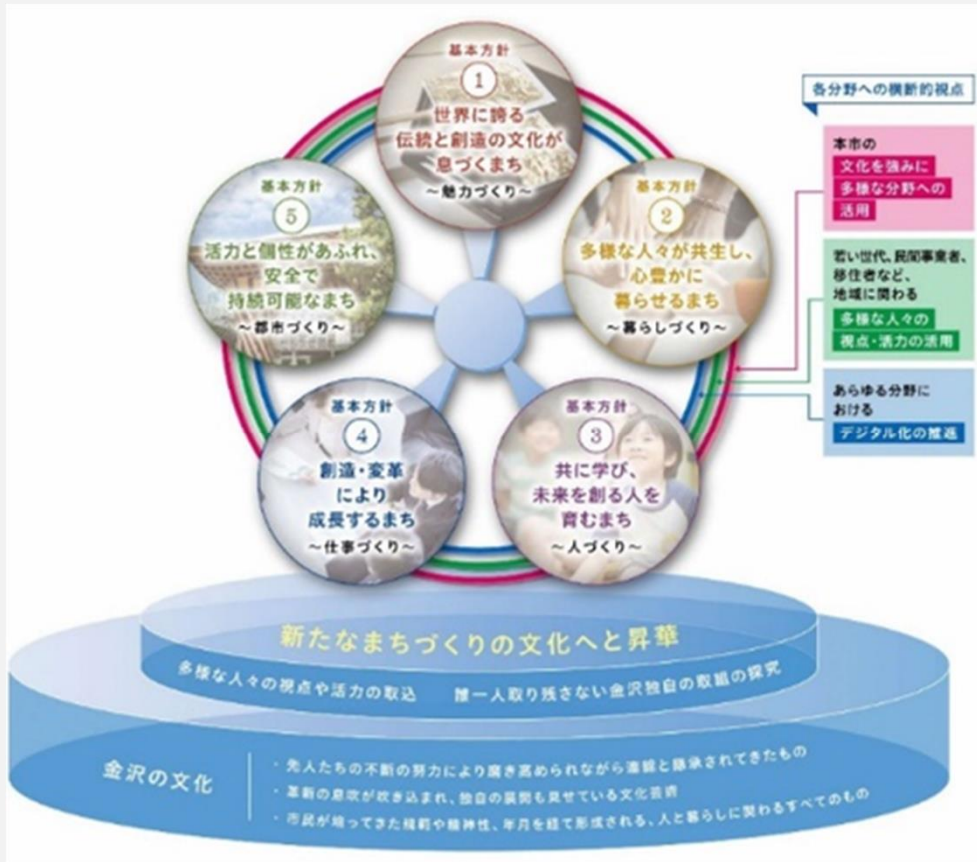 基本方針
1
世界に誇る
伝統と創造の文化が
息づくまち
～魅力づくり～
基本方針
2
多様な人々が共生し、
心豊かに
暮らせるまち
～暮らしづくり～
基本方針
3
共に学び、
未来を創る人を
育むまち
～人づくり～
基本方針
4
創造・変革
により
成長するまち
～仕事づくり～
基本方針
5
活力と個性があふれ、
安全で
持続可能なまち
～都市づくり～
各分野への横断的視点
本市の
文化を強みに
多様な分野への
活用
若い世代、民間事業者、
移住者など、
地域に関わる
多様な人々の
視点・活力の活用
あらゆる分野に
おける
デジタル化の推進
新たなまちづくりの文化へと昇華
多様な人々の視点や活力の取込 誰一人取り残さない金沢独自の取組の探究
金沢の文化
・先人たちの不断の努力により磨き高められながら連綿と継承されてきたもの
・革新の息吹が吹き込まれ、独自の展開も見せている文化芸術
・市民が培ってきた規範や精神性、年月を経て形成される、人と暮らしに関わるすべてのもの